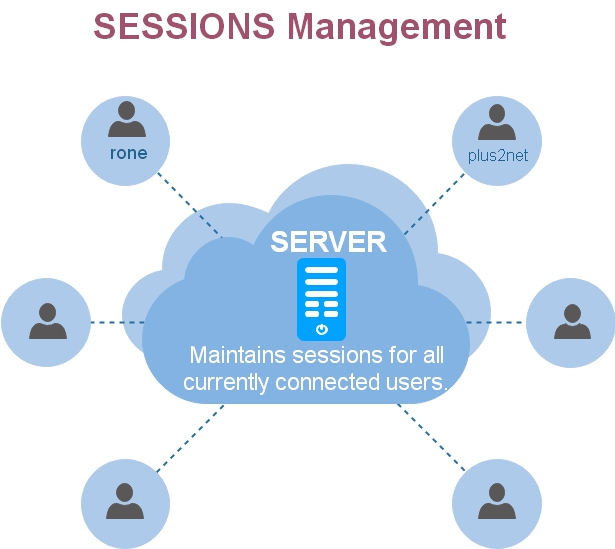 SESSIONS Management
rone
plus2net
SERVER
Maintains sessions for all
currently connected users.